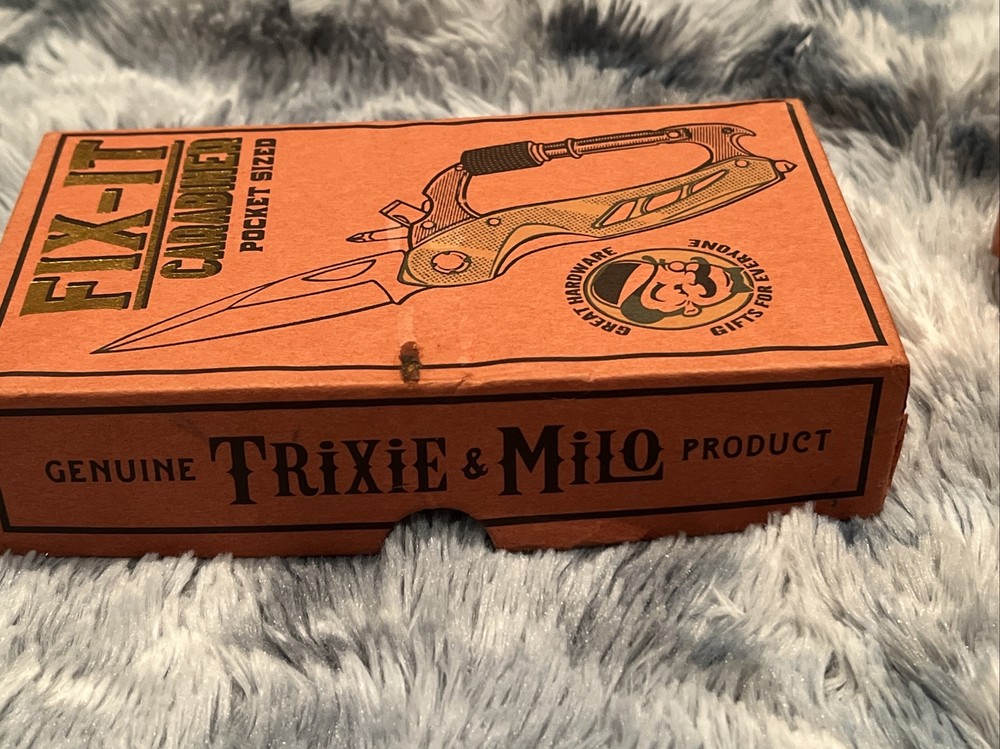 FIX-IT
CARABINER
POCKET SIZED
GREAT HARDWARE
GIFTS FOR EVERYONE
GENUINE TRiXiE & MiLO PRODUCT